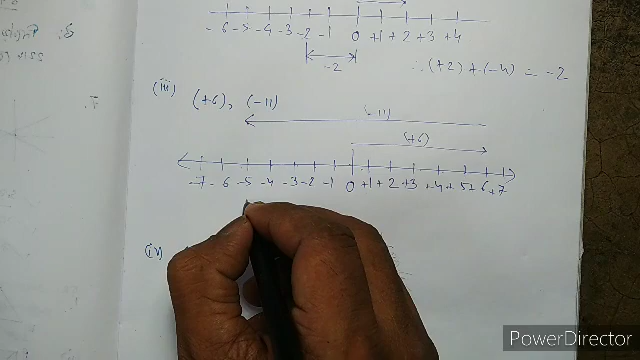 -6 -5 -4 -3 -2 -1 0 +1 +2 +3 +4
-2
∴ (+2) + (-4) = -2
(iii) (+6), (-11)
(-11)
(+6)
-7 -6 -5 -4 -3 -2 -1 0 +1 +2 +3 +4 +5 +6 +7
(iv)
PowerDirector